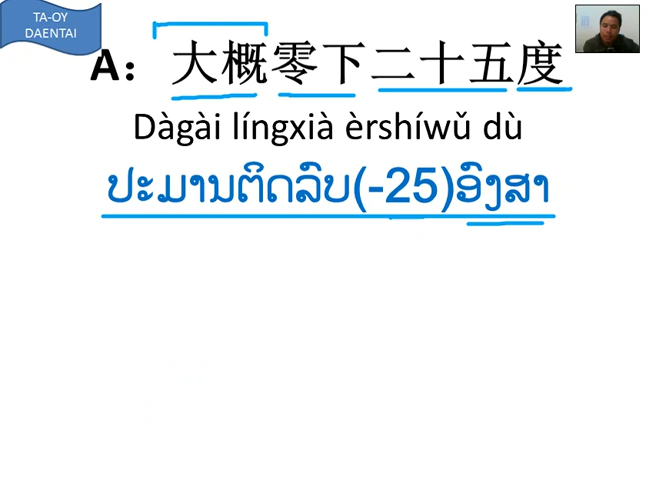 TA-OY
DAENTAI
A：大概零下二十五度
Dàgài língxià èrshíwǔ dù
ປະມານຕິດລົບ(-25)ອົງສາ